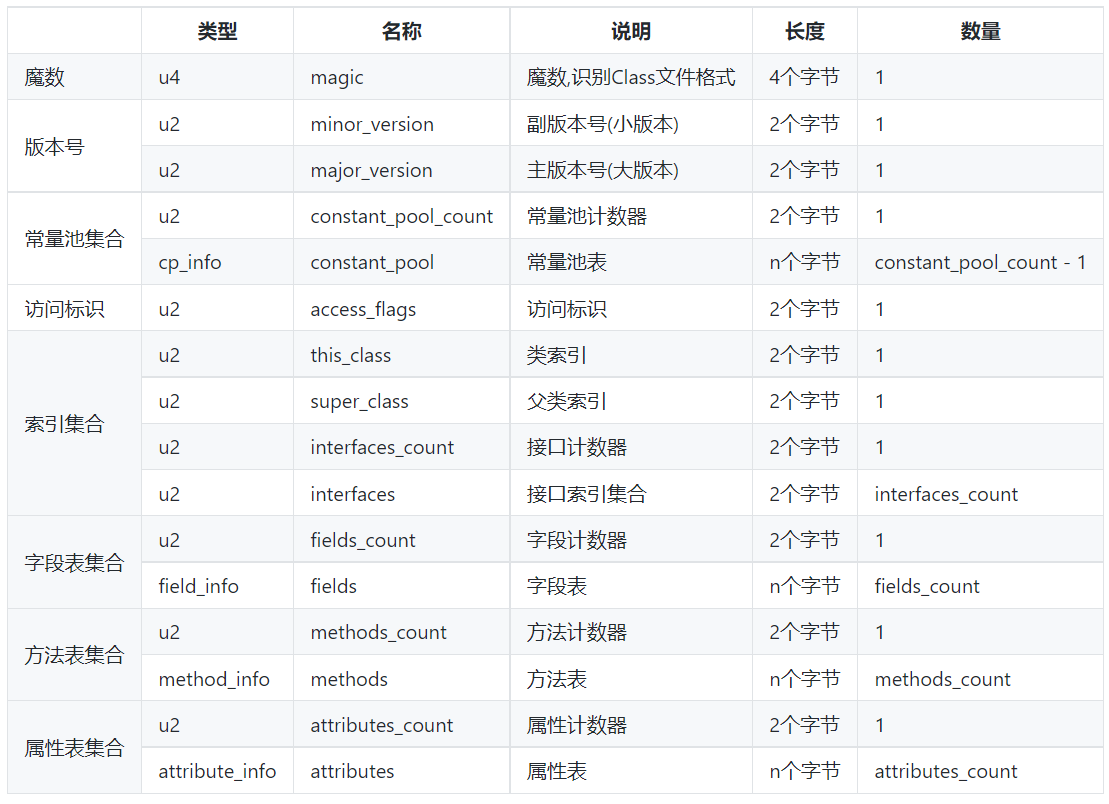 类型 名称 说明 长度 数量
魔数 u4 magic 魔数,识别Class文件格式 4个字节 1
版本号 u2 minor_version 副版本号(小版本) 2个字节 1
u2 major_version 主版本号(大版本) 2个字节 1
常量池集合 u2 constant_pool_count 常量池计数器 2个字节 1
cp_info constant_pool 常量池表 n个字节 constant_pool_count - 1
访问标识 u2 access_flags 访问标识 2个字节 1
索引集合 u2 this_class 类索引 2个字节 1
u2 super_class 父类索引 2个字节 1
u2 interfaces_count 接口计数器 2个字节 1
u2 interfaces 接口索引集合 2个字节 interfaces_count
字段表集合 u2 fields_count 字段计数器 2个字节 1
field_info fields 字段表 n个字节 fields_count
方法表集合 u2 methods_count 方法计数器 2个字节 1
method_info methods 方法表 n个字节 methods_count
属性表集合 u2 attributes_count 属性计数器 2个字节 1
attribute_info attributes 属性表 n个字节 attributes_count